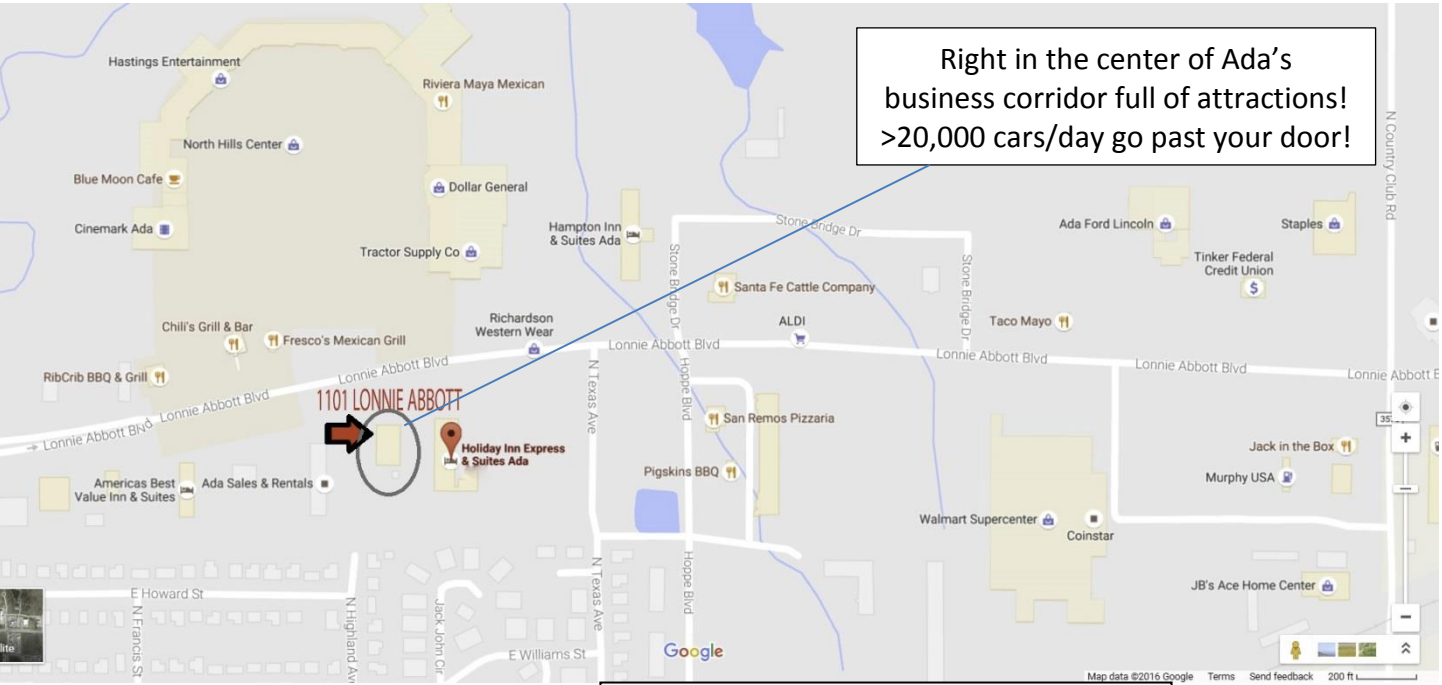 Right in the center of Ada's
business corridor full of attractions!
>20,000 cars/day go past your door!
Hastings Entertainment
Riviera Maya Mexican
North Hills Center
Blue Moon Cafe
Dollar General
Cinemark Ada
Tractor Supply Co
Hampton Inn
& Suites Ada
Stone Bridge Dr
Stone Bridge Dr
Stone Bridge Dr
Ada Ford Lincoln
Staples
N Country Club Rd
Tinker Federal
Credit Union
$
Santa Fe Cattle Company
Richardson
Western Wear
ALDI
Taco Mayo
Chili's Grill & Bar
Fresco's Mexican Grill
Lonnie Abbott Blvd
Lonnie Abbott Blvd
Lonnie Abbott Blvd
Lonnie Abbott Blvd
Lonnie Abbott B
RibCrib BBQ & Grill
Lonnie Abbott Blvd
Lonnie Abbott Blvd
1101 LONNIE ABBOTT
N Texas Ave
Hoppe Blvd
San Remos Pizzaria
Holiday Inn Express
& Suites Ada
Jack in the Box
Pigskins BBQ
Murphy USA
Americas Best
Value Inn & Suites
Ada Sales & Rentals
Walmart Supercenter
Coinstar
JB's Ace Home Center
E Howard St
N Francis St
N Highland Av
Jack John Cir
N Texas Ave
Hoppe Blvd
E Williams St
Google
Map data ©2016 Google Terms Send feedback 200 ft